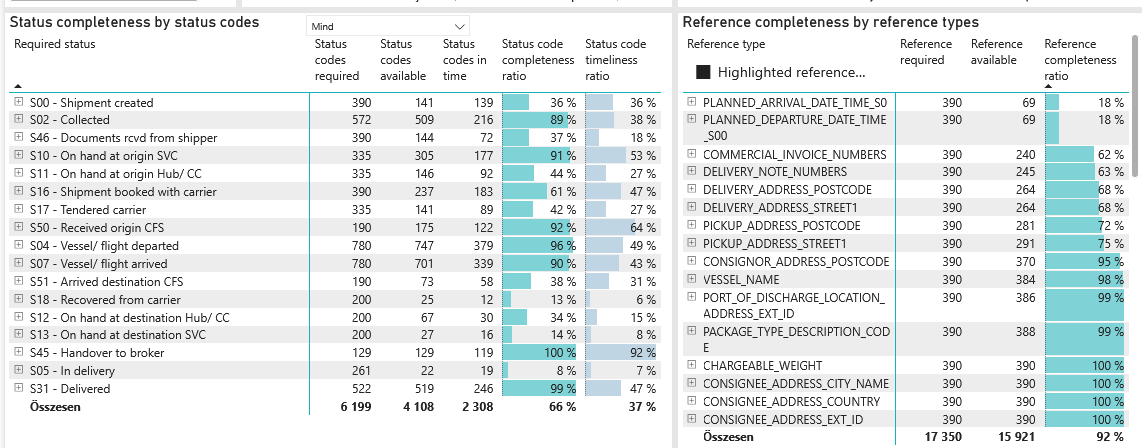 Status completeness by status codes
Mind
Required status
Status codes required
Status codes available
Status codes in time
Status code completeness ratio
Status code timeliness ratio
S00 - Shipment created 390 141 139 36 % 36 %
S02 - Collected 572 509 216 89 % 38 %
S46 - Documents rcvd from shipper 390 144 72 37 % 18 %
S10 - On hand at origin SVC 335 305 177 91 % 53 %
S11 - On hand at origin Hub/ CC 335 146 92 44 % 27 %
S16 - Shipment booked with carrier 390 237 183 61 % 47 %
S17 - Tendered carrier 335 141 89 42 % 27 %
S50 - Received origin CFS 190 175 122 92 % 64 %
S04 - Vessel/ flight departed 780 747 379 96 % 49 %
S07 - Vessel/ flight arrived 780 701 339 90 % 43 %
S51 - Arrived destination CFS 190 73 58 38 % 31 %
S18 - Recovered from carrier 200 25 12 13 % 6 %
S12 - On hand at destination Hub/ CC 200 67 30 34 % 15 %
S13 - On hand at destination SVC 200 27 16 14 % 8 %
S45 - Handover to broker 129 129 119 100 % 92 %
S05 - In delivery 261 22 19 8 % 7 %
S31 - Delivered 522 519 246 99 % 47 %
Összesen 6 199 4 108 2 308 66 % 37 %
Reference completeness by reference types
Reference type
Reference required
Reference available
Reference completeness ratio
Highlighted reference...
PLANNED_ARRIVAL_DATE_TIME_S0 390 69 18 %
PLANNED_DEPARTURE_DATE_TIME 390 69 18 %
_S00
COMMERCIAL_INVOICE_NUMBERS 390 240 62 %
DELIVERY_NOTE_NUMBERS 390 245 63 %
DELIVERY_ADDRESS_POSTCODE 390 264 68 %
DELIVERY_ADDRESS_STREET1 390 264 68 %
PICKUP_ADDRESS_POSTCODE 390 281 72 %
PICKUP_ADDRESS_STREET1 390 291 75 %
CONSIGNOR_ADDRESS_POSTCODE 390 370 95 %
VESSEL_NAME 390 384 98 %
PORT_OF_DISCHARGE_LOCATION_ 390 386 99 %
ADDRESS_EXT_ID
PACKAGE_TYPE_DESCRIPTION_COD 390 388 99 %
E
CHARGEABLE_WEIGHT 390 390 100 %
CONSIGNEE_ADDRESS_CITY_NAME 390 390 100 %
CONSIGNEE_ADDRESS_COUNTRY 390 390 100 %
CONSIGNEE_ADDRESS_EXT_ID 390 390 100 %
Összesen 17 350 15 921 92 %